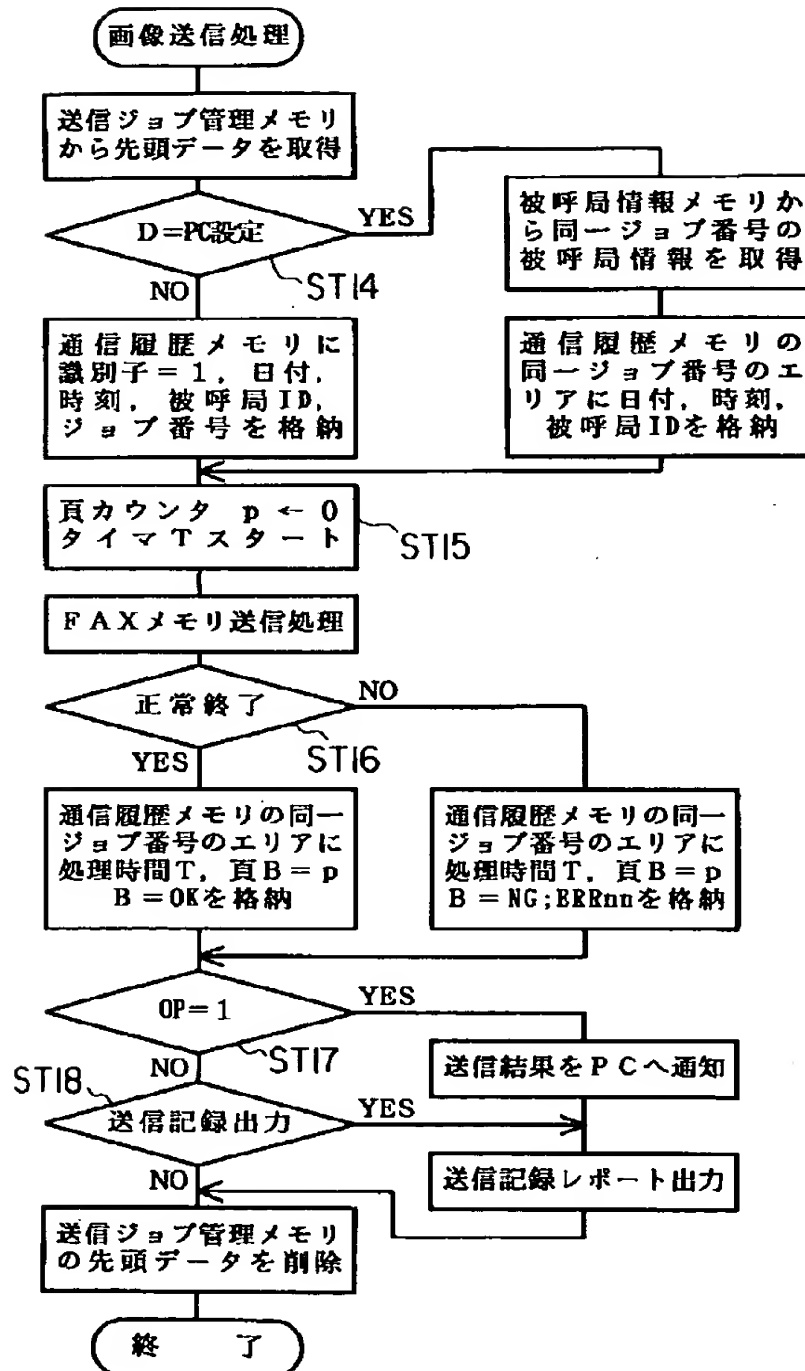 画像送信処理
送信ジョブ管理メモリ
から先頭データを取得
D=PC設定
YES
ST14
NO
被呼局情報メモリか
ら同一ジョブ番号の
被呼局情報を取得
通信履歴メモリに
識別子=1，日付，
時刻，被呼局ID，
ジョブ番号を格納
通信履歴メモリの
同一ジョブ番号のエ
リアに日付，時刻，
被呼局IDを格納
頁カウンタ p ← 0
タイマTスタート
ST15
FAXメモリ送信処理
正常終了
NO
ST16
YES
通信履歴メモリの同一
ジョブ番号のエリアに
処理時間T，頁B=p
B=OKを格納
通信履歴メモリの同一
ジョブ番号のエリアに
処理時間T，頁B=p
B=NG;ERRnnを格納
OP=1
YES
ST17
NO
送信結果をPCへ通知
ST18
送信記録出力
YES
NO
送信記録レポート出力
送信ジョブ管理メモリ
の先頭データを削除
終 了